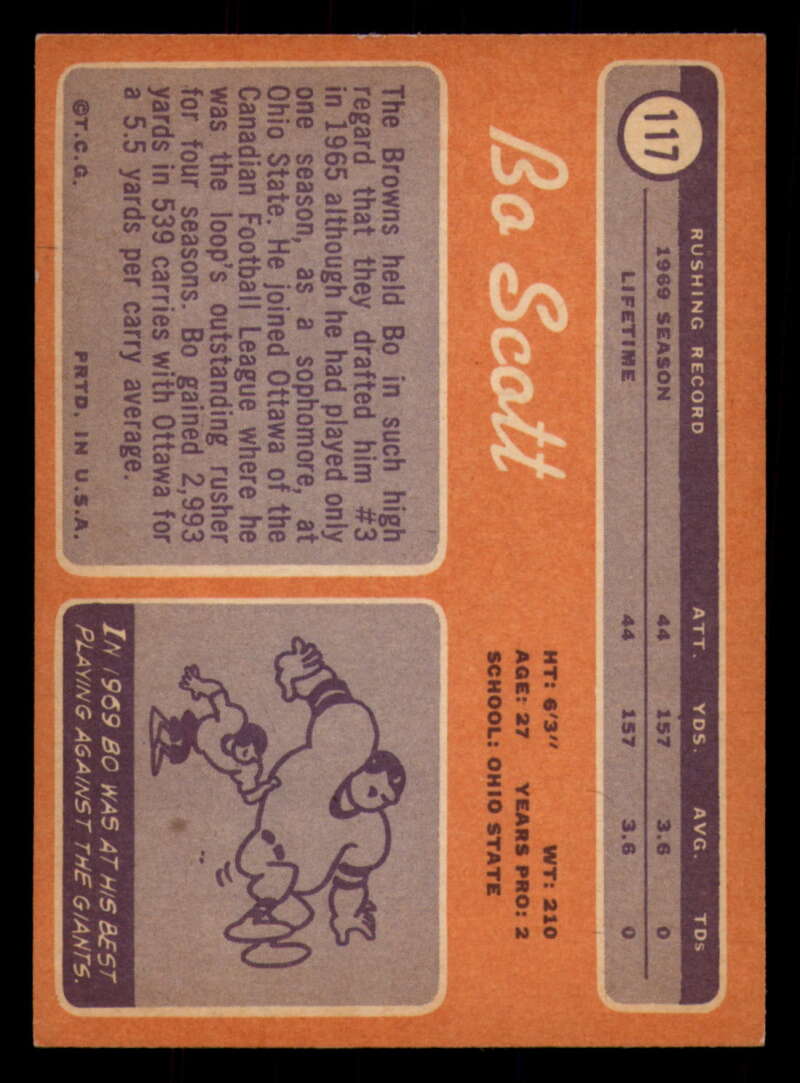 117
RUSHING RECORD ATT. YDS. AVG. TDs
1969 SEASON 44 157 3.6 0
LIFETIME 44 157 3.6 0
Bo Scott
HT: 6'3" WT: 210
AGE: 27 YEARS PRO: 2
SCHOOL: OHIO STATE
The Browns held Bo in such high
regard that they drafted him #3
in 1965 although he had played only
one season, as a sophomore, at
Ohio State. He joined Ottawa of the
Canadian Football League where he
was the loop's outstanding rusher
for four seasons. Bo gained 2,993
yards in 539 carries with Ottawa for
a 5.5 yards per carry average.
©T.C.G. PRTD. IN U.S.A.
IN 1969 BO WAS AT HIS BEST
PLAYING AGAINST THE GIANTS.